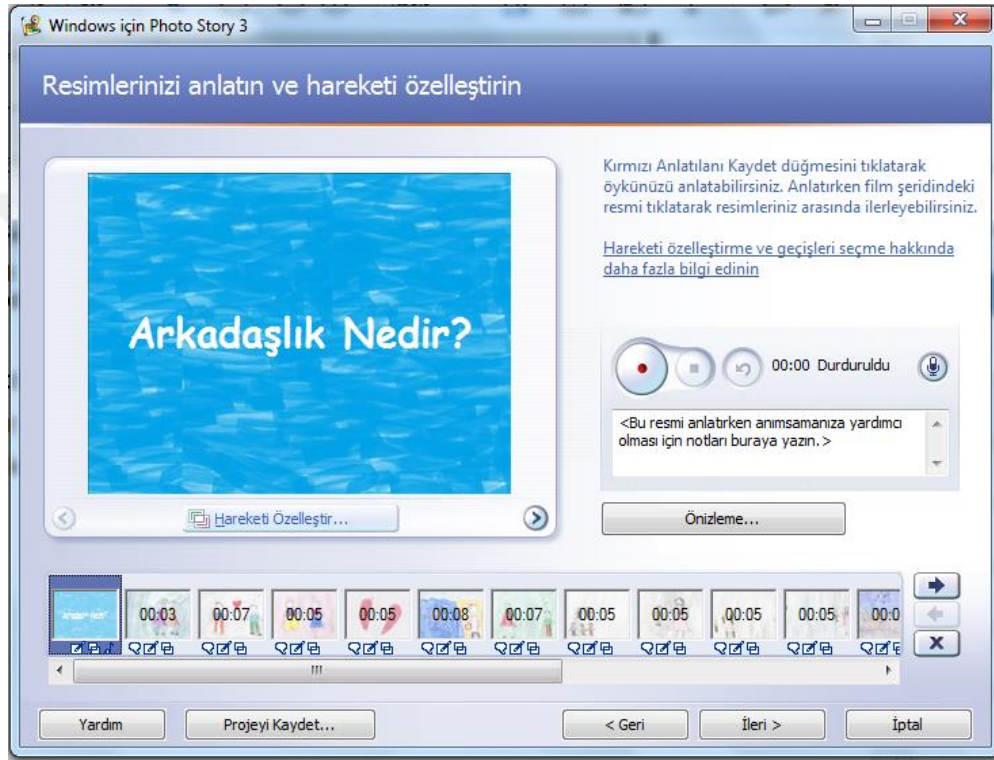 Windows için Photo Story 3
Resimlerinizi anlatın ve hareketi özelleştirin
Arkadaşlık Nedir?
Hareketi Özelleştir...
Kırmızı Anlatılanı Kaydet düğmesini tıklatarak
öykünüzü anlatabilirsiniz. Anlatırken film şeridindeki
resmi tıklatarak resimleriniz arasında ilerleyebilirsiniz.
Hareketi özelleştirme ve geçişleri seçme hakkında
daha fazla bilgi edinin
00:00 Durduruldu
<Bu resmi anlatırken anımsamanıza yardımcı
olması için notları buraya yazın.>
Önizleme...
00:03 00:07 00:05 00:05 00:08 00:07 00:05 00:05 00:05 00:05 00:0
Yardım Projeyi Kaydet... < Geri İleri > İptal